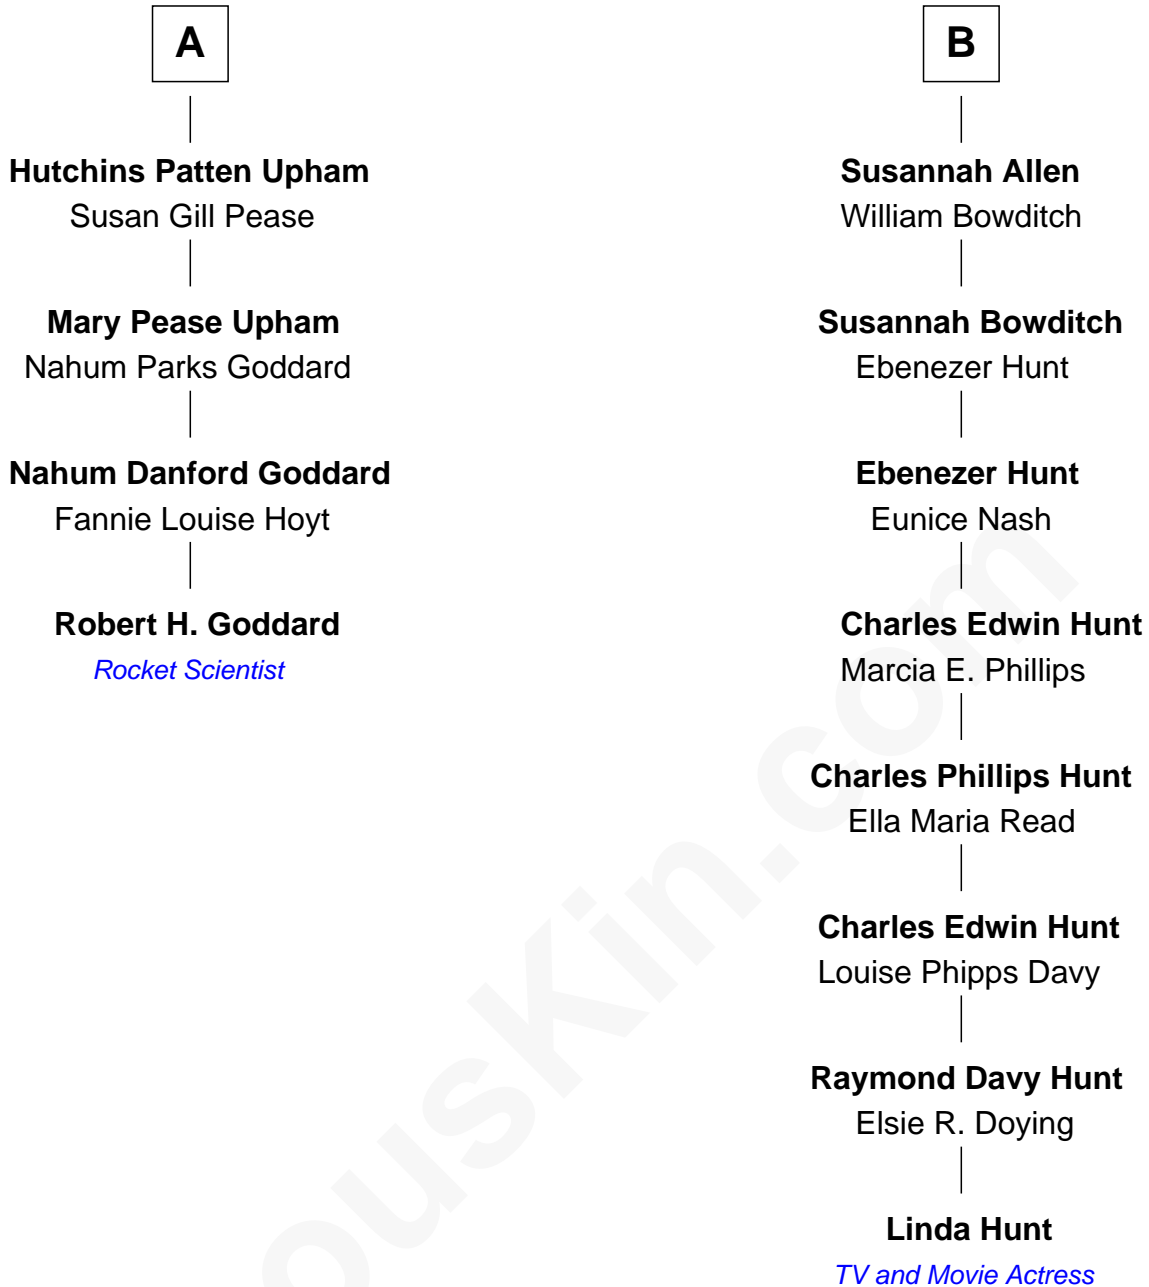 A
Hutchins Patten Upham
Susan Gill Pease
Mary Pease Upham
Nahum Parks Goddard
Nahum Danford Goddard
Fannie Louise Hoyt
Robert H. Goddard
Rocket Scientist
B
Susannah Allen
William Bowditch
Susannah Bowditch
Ebenezer Hunt
Ebenezer Hunt
Eunice Nash
Charles Edwin Hunt
Marcia E. Phillips
Charles Phillips Hunt
Ella Maria Read
Charles Edwin Hunt
Louise Phipps Davy
Raymond Davy Hunt
Elsie R. Doying
Linda Hunt
TV and Movie Actress
ousKin.com